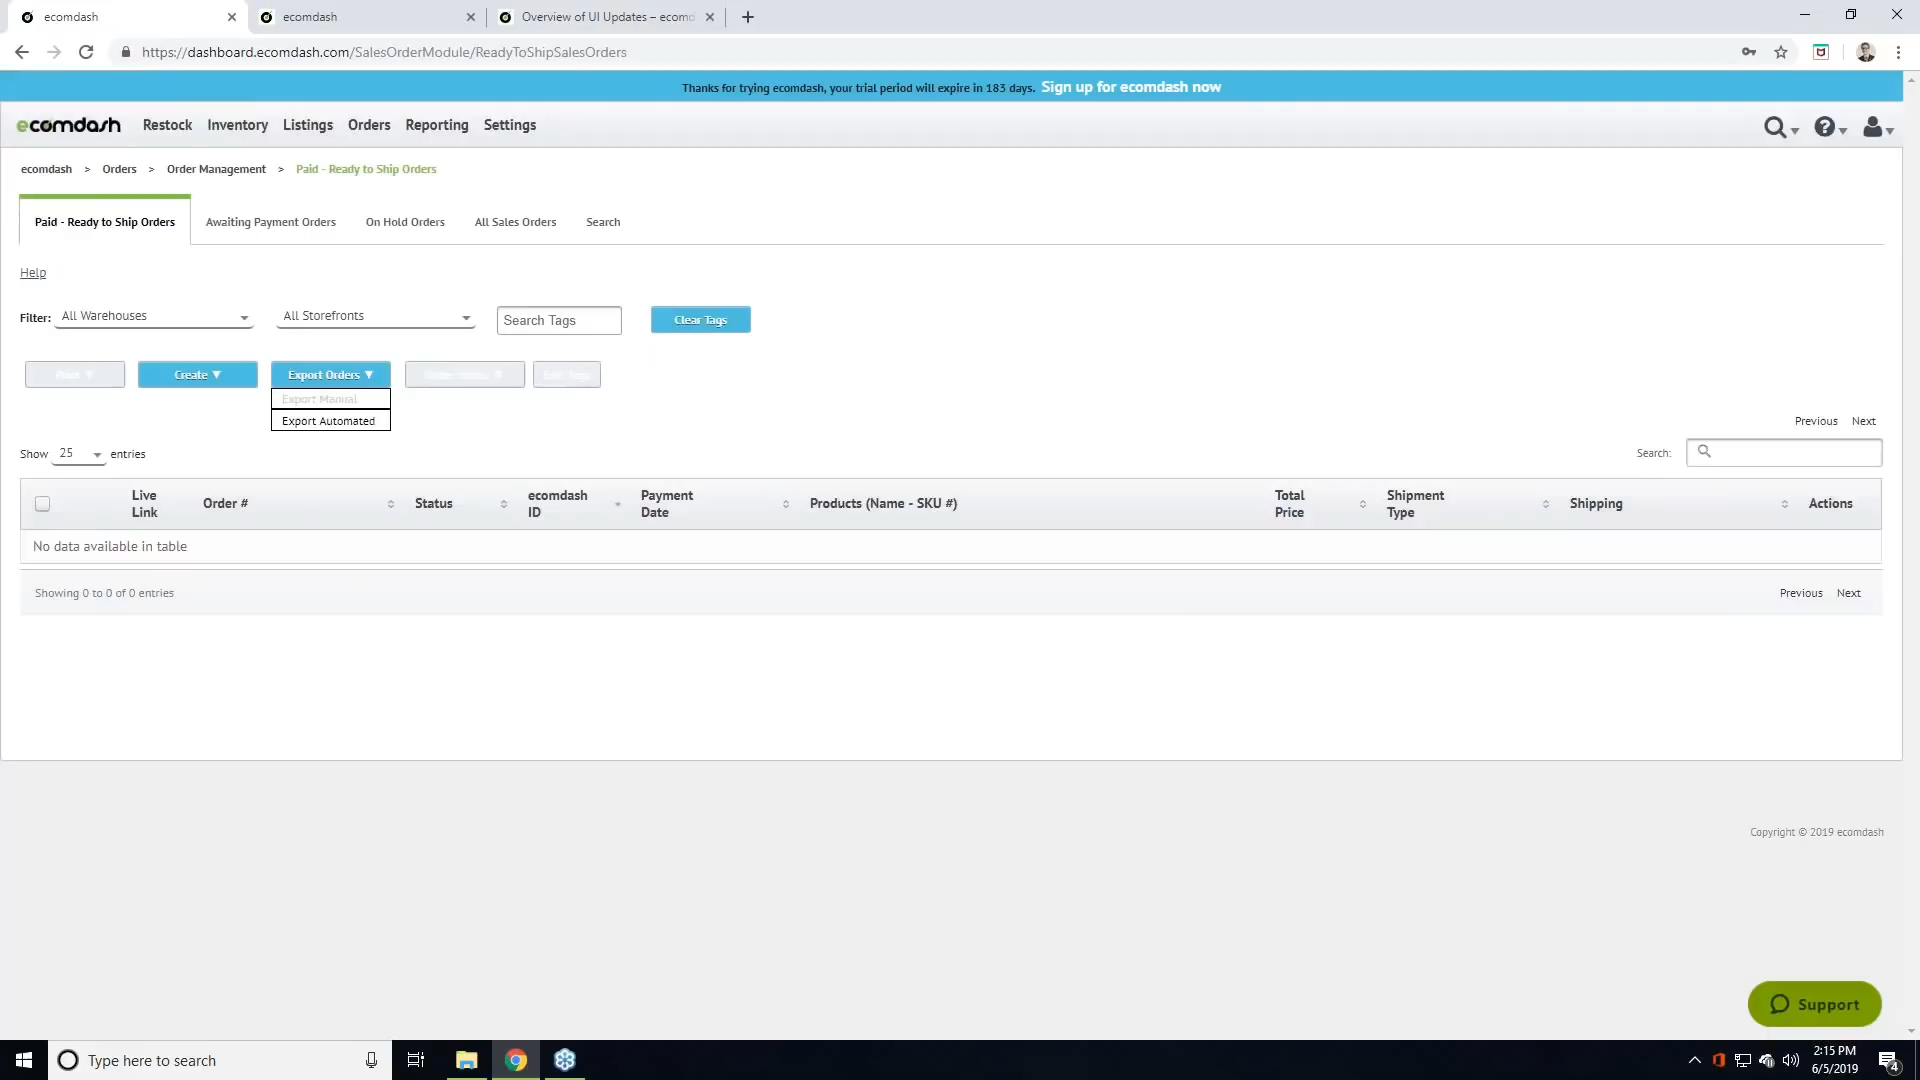 ecomdash
ecomdash
Overview of UI Updates – ecomd
https://dashboard.ecomdash.com/SalesOrderModule/ReadyToShipSalesOrders
Thanks for trying ecomdash, your trial period will expire in 183 days. Sign up for ecomdash now
ecomdash Restock Inventory Listings Orders Reporting Settings
ecomdash > Orders > Order Management > Paid - Ready to Ship Orders
Paid - Ready to Ship Orders Awaiting Payment Orders On Hold Orders All Sales Orders Search
Help
Filter: All Warehouses All Storefronts Search Tags Clear Tags
Create ▼ Export Orders ▼
Export Manual
Export Automated
Previous Next
Show 25 entries Search:
Live Link Order # Status ecomdash ID Payment Date Products (Name - SKU #) Total Price Shipment Type Shipping Actions
No data available in table
Showing 0 to 0 of 0 entries Previous Next
Copyright © 2019 ecomdash
Support
Type here to search
2:15 PM
6/5/2019
4